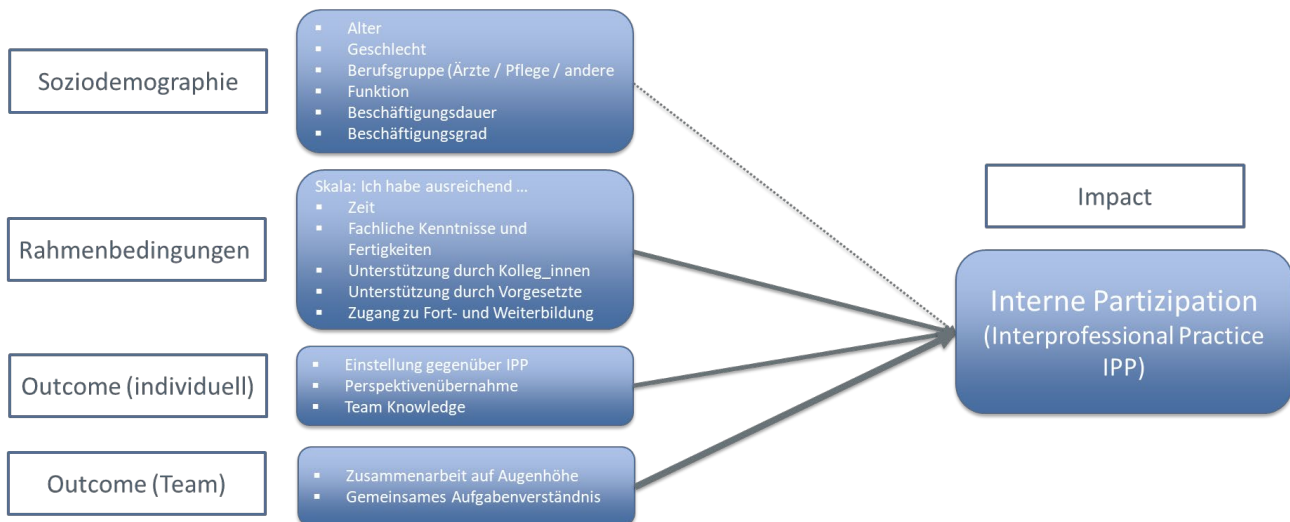 Soziodemographie
▪ Alter
▪ Geschlecht
▪ Berufsgruppe (Ärzte / Pflege / andere
▪ Funktion
▪ Beschäftigungsdauer
▪ Beschäftigungsgrad
Rahmenbedingungen
Skala: Ich habe ausreichend ...
▪ Zeit
▪ Fachliche Kenntnisse und
Fertigkeiten
▪ Unterstützung durch Kolleg_innen
▪ Unterstützung durch Vorgesetzte
▪ Zugang zu Fort- und Weiterbildung
Outcome (individuell)
▪ Einstellung gegenüber IPP
▪ Perspektivenübernahme
▪ Team Knowledge
Outcome (Team)
▪ Zusammenarbeit auf Augenhöhe
▪ Gemeinsames Aufgabenverständnis
Impact
Interne Partizipation
(Interprofessional Practice
IPP)